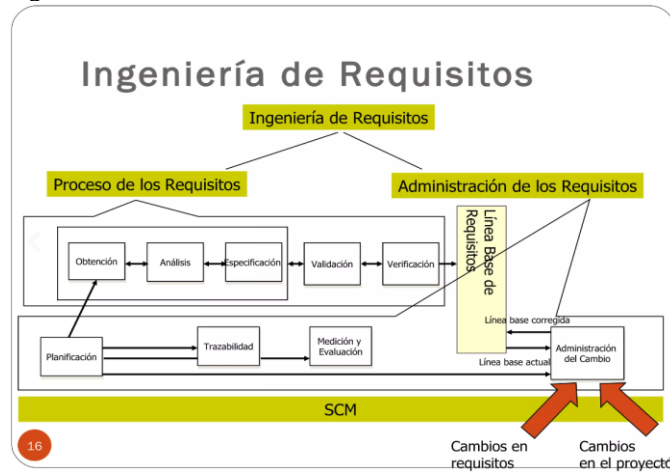 Ingeniería de Requisitos
Ingeniería de Requisitos
Proceso de los Requisitos
Administración de los Requisitos
Línea Base de
Requisitos
Obtención
Análisis
Especificación
Validación
Verificación
Línea base corregida
Planificación
Trazabilidad
Medición y
Evaluación
Administración
del Cambio
Línea base actual
SCM
16
Cambios en
requisitos
Cambios
en el proyecto